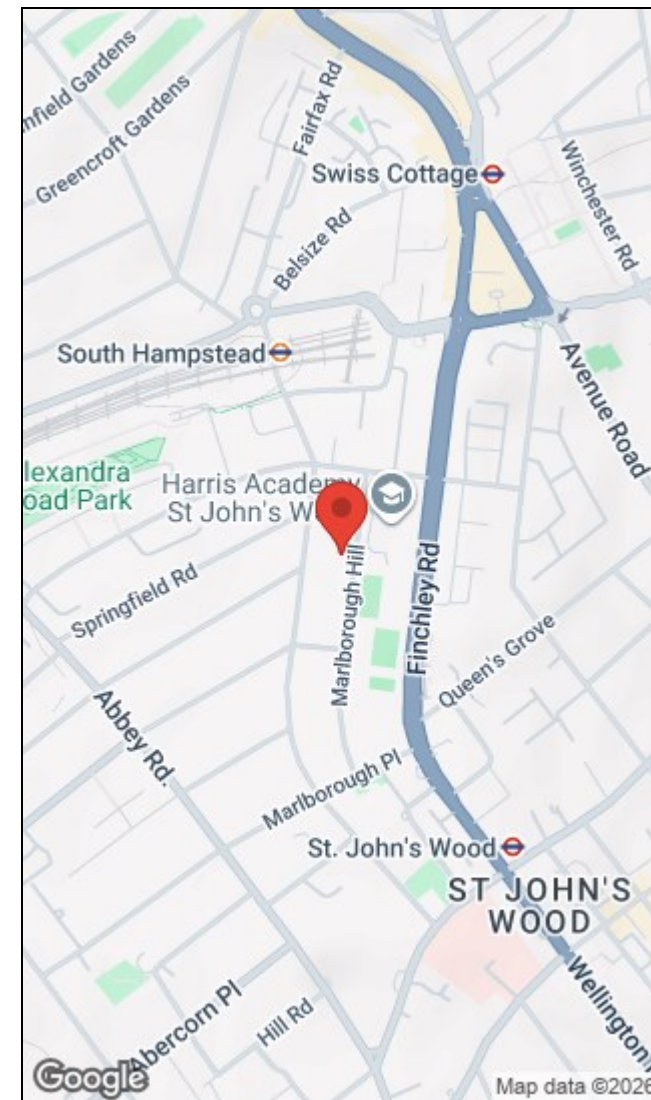 nfield Gardens
Greencroft Gardens
Fairfax Rd
Swiss Cottage
Winchester Rd
Belsize Rd
South Hampstead
Avenue Road
lexandra
oad Park
Harris Academy
St John's W
Springfield Rd
Marlborough Hill
Finchley Rd
Queen's Grove
Abbey Rd.
Marlborough Pl
St. John's Wood
ST JOHN'S
WOOD
Wellington
Abercorn Pl
Hill Rd
Google
Map data ©2026